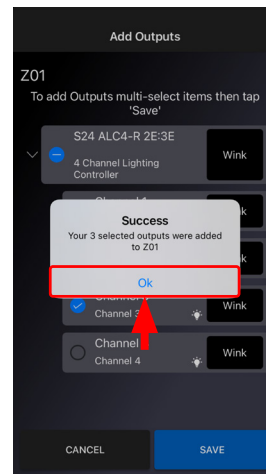 Add Outputs
Z01
To add Outputs multi-select items then tap
'Save'
S24 ALC4-R 2E:3E
4 Channel Lighting
Controller
Wink
Success
Your 3 selected outputs were added
to Z01
Ok
Channel 3
Wink
Channel
Channel 4
Wink
CANCEL
SAVE